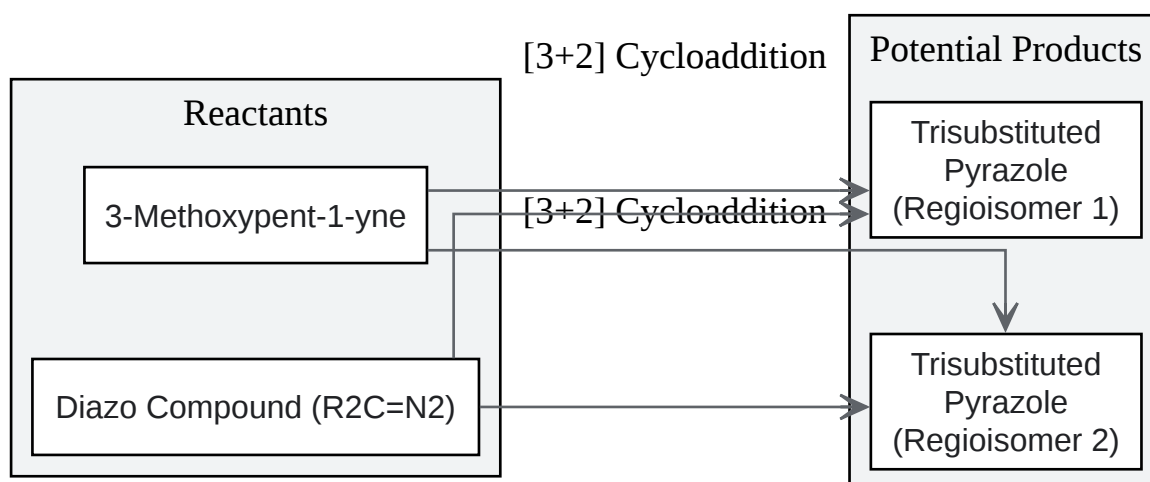 [3+2] Cycloaddition
Potential Products
Reactants
Trisubstituted
Pyrazole
(Regioisomer 1)
3-Methoxypent-1-yne
[3+2] Cycloaddition
Diazo Compound (R2C=N2)
Trisubstituted
Pyrazole
(Regioisomer 2)